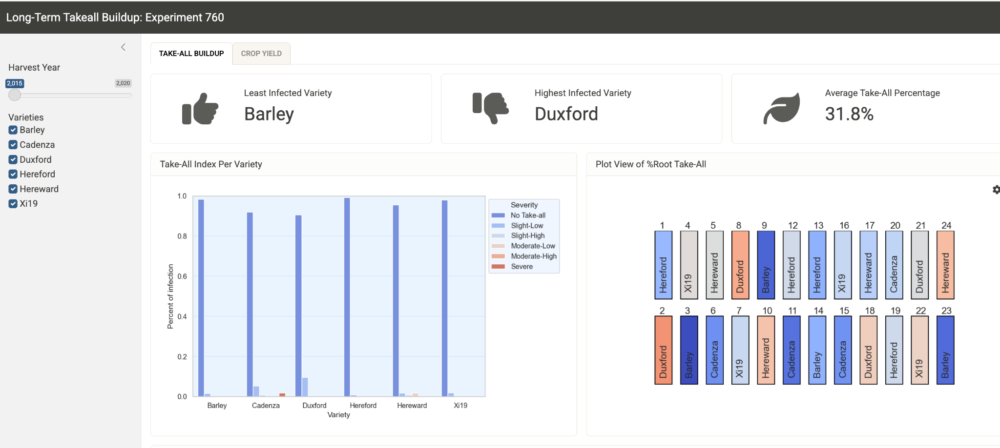 Long-Term Takeall Buildup: Experiment 760
Harvest Year
2,015 2,020
Varieties
Barley
Cadenza
Duxford
Hereford
Hereward
Xi19
TAKE-ALL BUILDUP CROP YIELD
Least Infected Variety
Barley
Highest Infected Variety
Duxford
Average Take-All Percentage
31.8%
Take-All Index Per Variety
1.0
0.8
0.6
0.4
0.2
0.0
Percent of infection
Barley Cadenza Duxford Hereford Hereward Xi19
Variety
Severity
No Take-all
Slight-Low
Slight-High
Moderate-Low
Moderate-High
Severe
Plot View of %Root Take-All
1 4 5 8 9 12 13 16 17 20 21 24
Hereford Xi19 Hereward Duxford Barley Hereford Hereford Xi19 Hereward Cadenza Duxford Hereward
2 3 6 7 10 11 14 15 18 19 22 23
Duxford Barley Cadenza Xi19 Hereward Cadenza Barley Cadenza Duxford Hereford Xi19 Barley